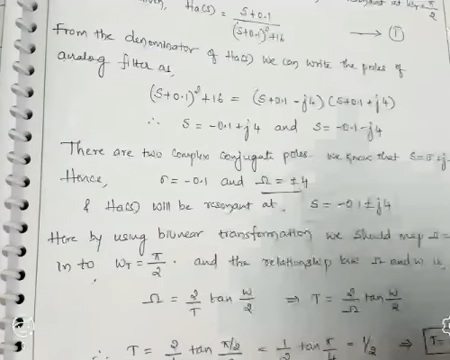 Ha(s) = s+0.1 / (s+0.1)²+16 → ①
From the denominator of Ha(s) we can write the poles of
analog filter as,
(s+0.1)²+16 = (s+0.1-j4)(s+0.1+j4)
∴ s = -0.1+j4 and s = -0.1-j4
There are two complex conjugate poles. We know that s=σ+j
Hence,
σ = -0.1 and Ω = ±4
& Ha(s) will be resonant at. s = -0.1±j4
Here by using bilinear transformation we should map Ω=
in to ωr = π/2. and the relationship b/w Ω and ω is,
Ω = 2/T tan ω/2 ⇒ T = 2/Ω tan ω/2
∴ T = 2/ tan π/2/ = 1/2 tan π/4 = 1/2 ⇒ T=